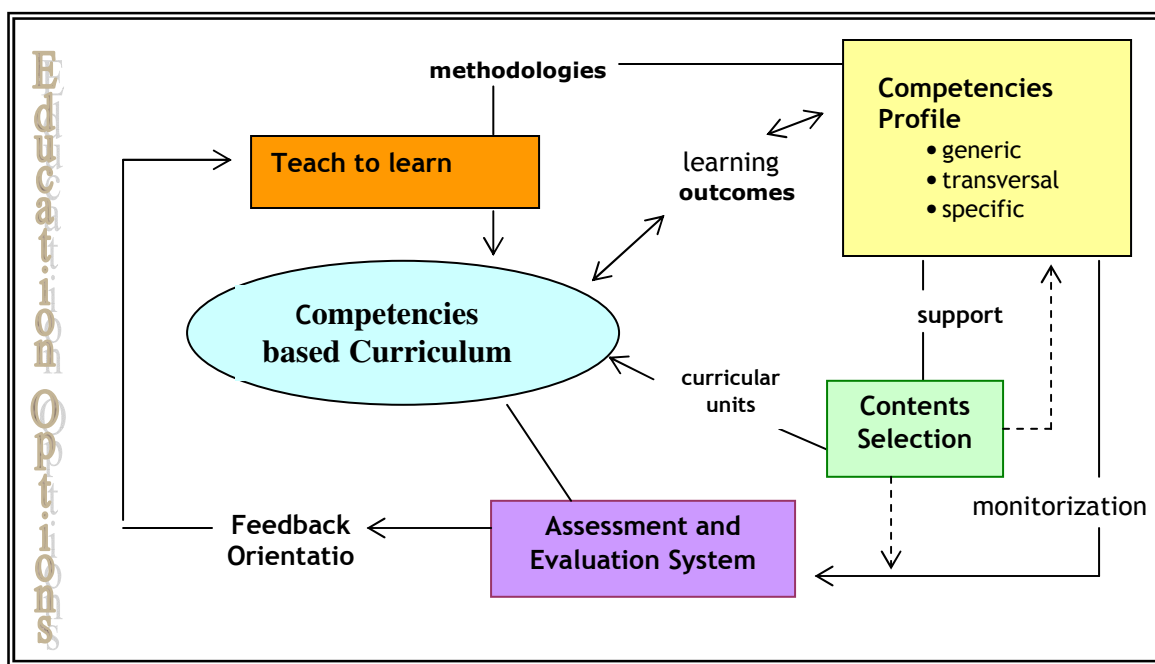 Education Options
methodologies
Competencies
Profile
• generic
• transversal
• specific
Teach to learn
learning
outcomes
Competencies
based Curriculum
support
curricular
units
Contents
Selection
monitorization
Feedback
Orientatio
Assessment and
Evaluation System